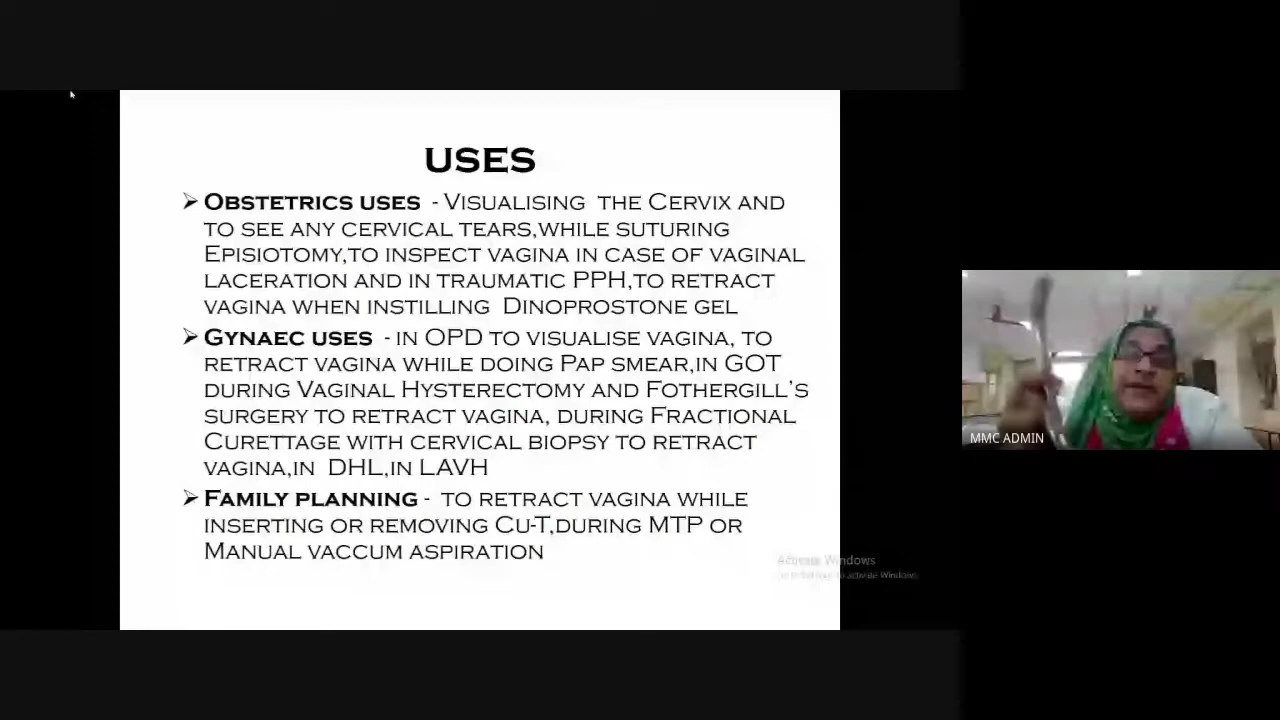 USES
➢ OBSTETRICS USES - VISUALISING THE CERVIX AND
TO SEE ANY CERVICAL TEARS,WHILE SUTURING
EPISIOTOMY,TO INSPECT VAGINA IN CASE OF VAGINAL
LACERATION AND IN TRAUMATIC PPH,TO RETRACT
VAGINA WHEN INSTILLING DINOPROSTONE GEL
➢ GYNAEC USES - IN OPD TO VISUALISE VAGINA, TO
RETRACT VAGINA WHILE DOING PAP SMEAR,IN GOT
DURING VAGINAL HYSTERECTOMY AND FOTHERGILL'S
SURGERY TO RETRACT VAGINA, DURING FRACTIONAL
CURETTAGE WITH CERVICAL BIOPSY TO RETRACT
VAGINA,IN DHL,IN LAVH
➢ FAMILY PLANNING - TO RETRACT VAGINA WHILE
INSERTING OR REMOVING CU-T,DURING MTP OR
MANUAL VACCUM ASPIRATION
Activate Windows
to activate Windows.
MMC ADMIN